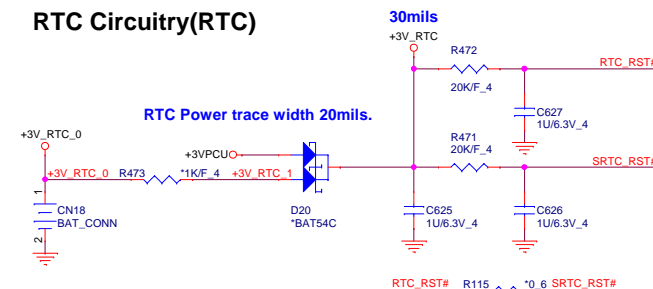 RTC Circuitry(RTC)
30mils
+3V_RTC
R472
RTC_RST#
20K/F_4
RTC Power trace width 20mils.
C627
1U/6.3V_4
+3V_RTC_0
R471
20K/F_4
+3VPCU
SRTC_RST#
+3V_RTC_0 R473 *1K/F_4 +3V_RTC_1
1
CN18
BAT_CONN
2
D20
*BAT54C
C625
1U/6.3V_4
C626
1U/6.3V_4
RTC_RST# R115 *0_6 SRTC_RST#